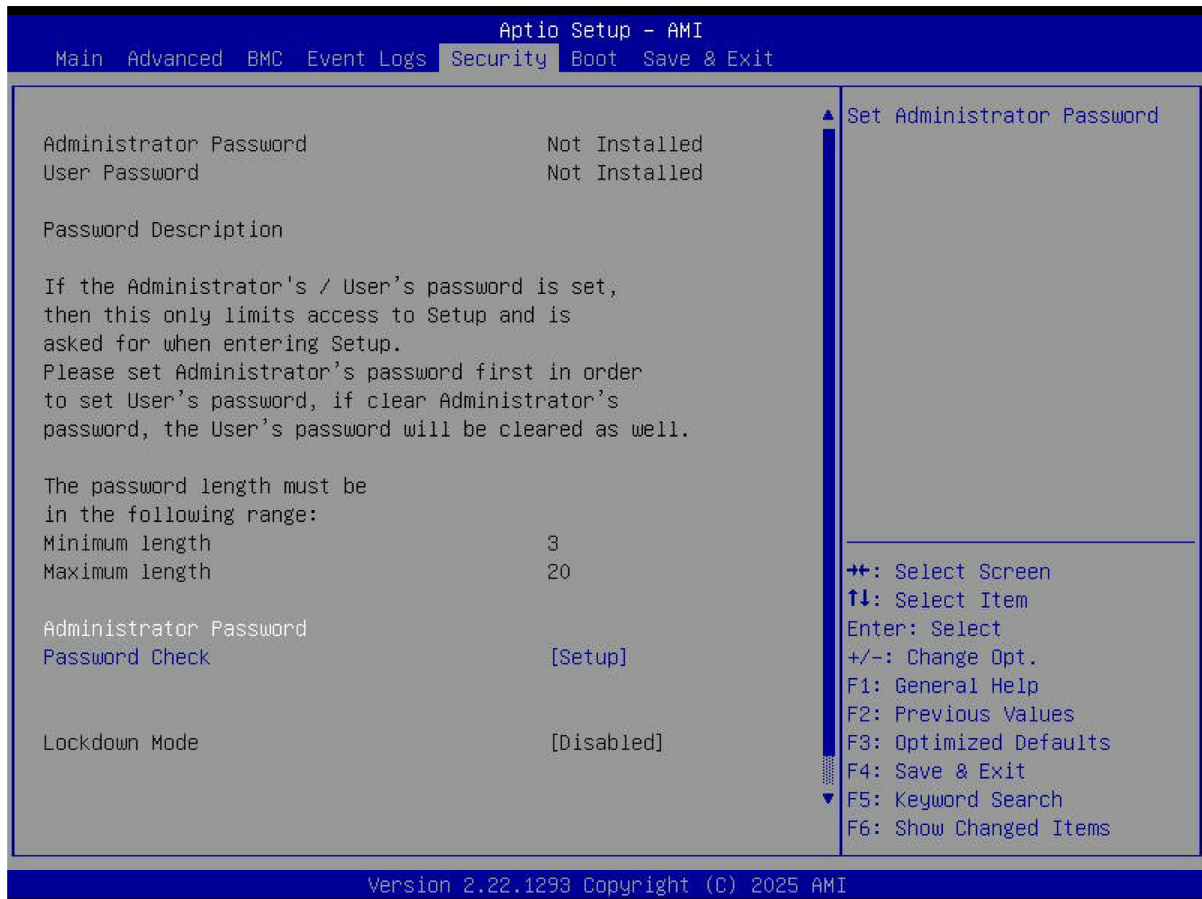 Aptio Setup – AMI
Main Advanced BMC Event Logs Security Boot Save & Exit
Administrator Password Not Installed
User Password Not Installed
Password Description
If the Administrator's / User's password is set,
then this only limits access to Setup and is
asked for when entering Setup.
Please set Administrator's password first in order
to set User's password, if clear Administrator's
password, the User's password will be cleared as well.
The password length must be
in the following range:
Minimum length 3
Maximum length 20
Administrator Password
Password Check [Setup]
Lockdown Mode [Disabled]
Set Administrator Password
→←: Select Screen
↑↓: Select Item
Enter: Select
+/-: Change Opt.
F1: General Help
F2: Previous Values
F3: Optimized Defaults
F4: Save & Exit
F5: Keyword Search
F6: Show Changed Items
Version 2.22.1293 Copyright (C) 2025 AMI